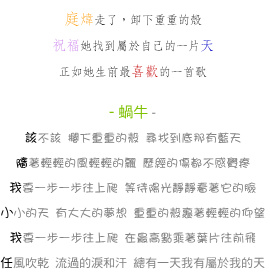 庭煒走了，卸下重重的殼
祝福她找到屬於自己的一片天
正如她生前最喜歡的一首歌
- 蝸牛 -
該不該 擱下重重的殼 尋找到底哪有藍天
隨著輕輕的風輕輕的飄 歷經的傷都不感覺疼
我要一步一步往上爬 等待陽光靜靜看著它的臉
小小的天 有大大的夢想 重重的殼裹著輕輕的仰望
我要一步一步往上爬 在最高點乘著葉片往前飛
任風吹乾 流過的淚和汗 總有一天我有屬於我的天